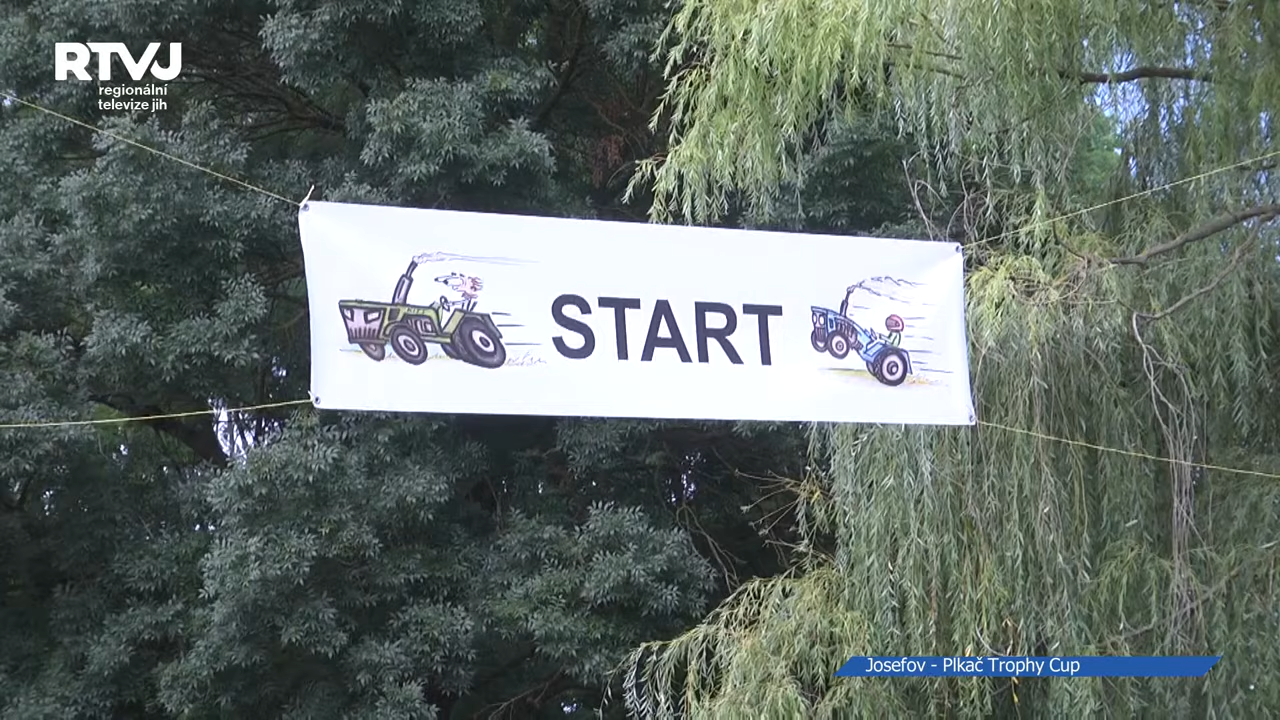 RTVJ
regionální
televize jih
START
Josefov - Plkač Trophy Cup